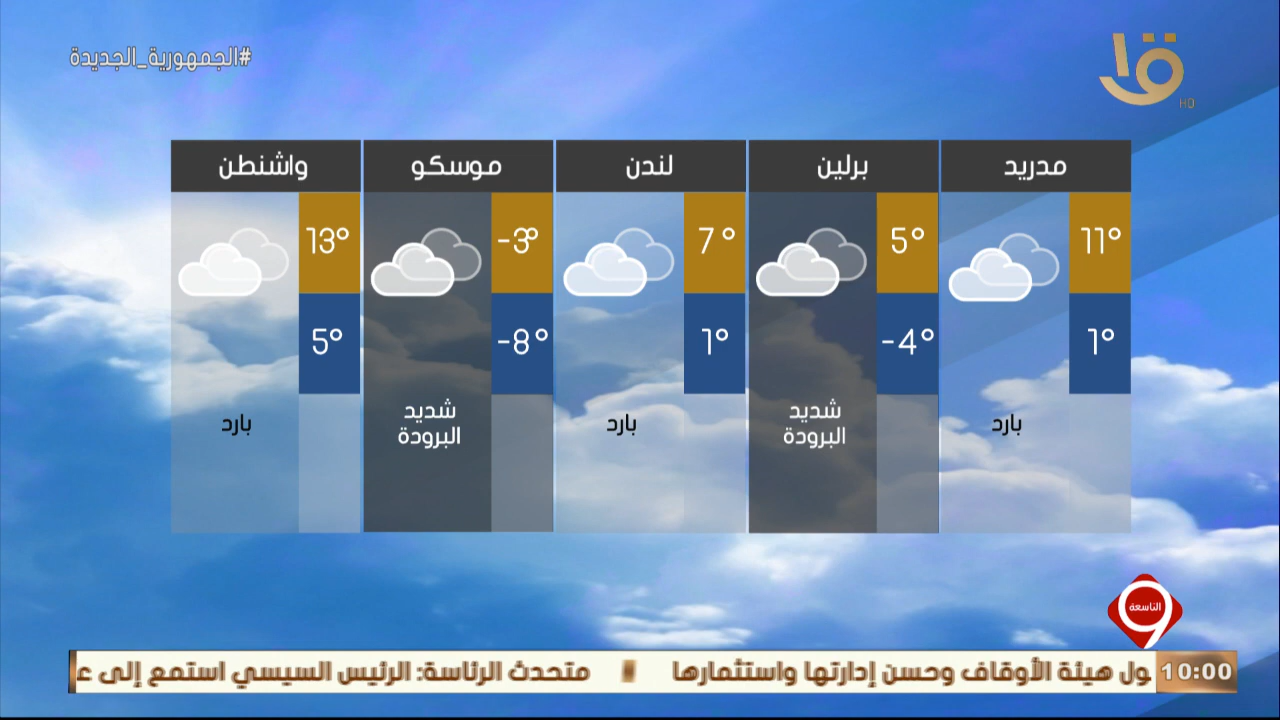 #الجمهورية_الجديدة
HD
مدريد
11°
1°
بارد
برلين
5°
-4°
شديد
البرودة
لندن
7°
1°
بارد
موسكو
-3°
-8°
شديد
البرودة
واشنطن
13°
5°
بارد
التاسعة
9
10:00
ول هيئة الأوقاف وحسن إدارتها واستثمارها متحدث الرئاسة: الرئيس السيسي استمع إلى ع